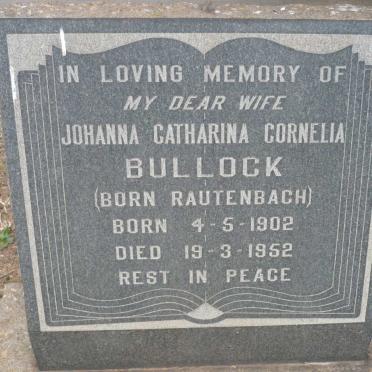 IN LOVING MEMORY OF
MY DEAR WIFE
JOHANNA CATHARINA CORNELIA
BULLOCK
(BORN RAUTENBACH)
BORN 4-5-1902
DIED 19-3-1952
REST IN PEACE